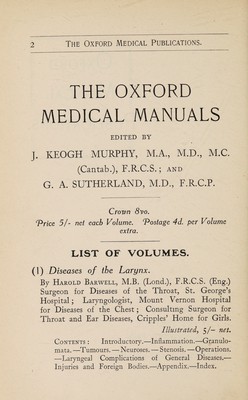 2 THE OXFORD MEDICAL PUBLICATIONS.
THE OXFORD
MEDICAL MANUALS
EDITED BY
J. KEOGH MURPHY, M.A., M.D., M.C.
(Cantab.), F.R.C.S.; AND
G. A. SUTHERLAND, M.D., F.R.C.P.
Crown 8vo.
Price 5/- net each Volume. Postage 4d. per Volume
extra.
LIST OF VOLUMES.
(1) Diseases of the Larynx.
By HAROLD BARWELL, M.B. (Lond.), F.R.C.S. (Eng.)
Surgeon for Diseases of the Throat, St. George's
Hospital; Laryngologist, Mount Vernon Hospital
for Diseases of the Chest; Consulting Surgeon for
Throat and Ear Diseases, Cripples' Home for Girls.
Illustrated, 5/- net.
CONTENTS: Introductory.—Inflammation.—Granulo-
mata.—Tumours.—Neuroses.—Stenosis.—Operations.
—Laryngeal Complications of General Diseases.—
Injuries and Foreign Bodies.—Appendix.—Index.